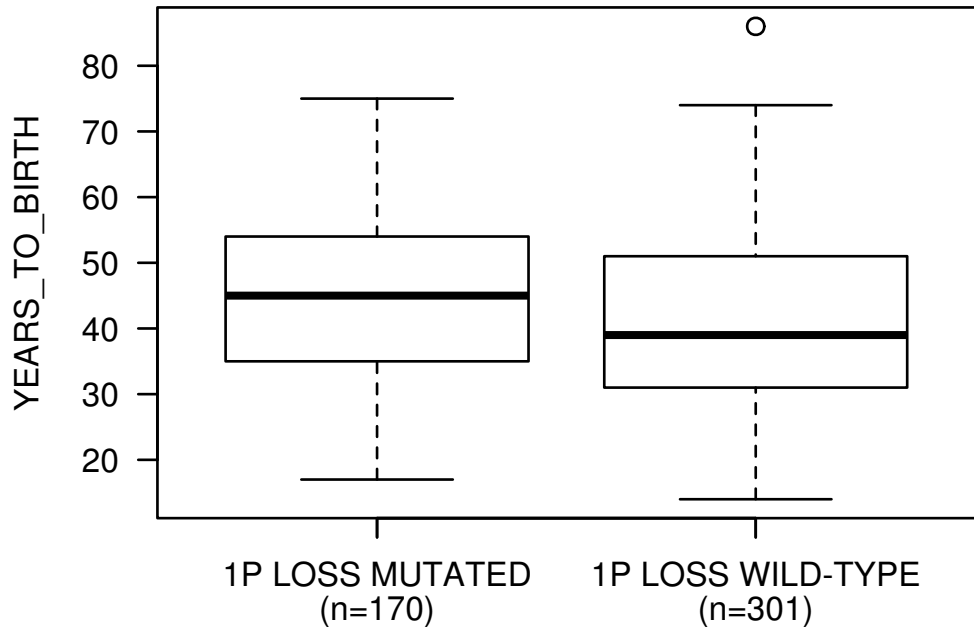 YEARS_TO_BIRTH
80
70
60
50
40
30
20
1P LOSS MUTATED
(n=170)
1P LOSS WILD-TYPE
(n=301)